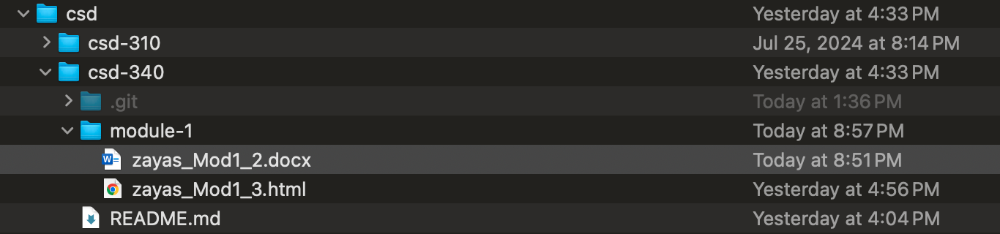 csd Yesterday at 4:33 PM
csd-310 Jul 25, 2024 at 8:14 PM
csd-340 Yesterday at 4:33 PM
.git Today at 1:36 PM
module-1 Today at 8:57 PM
W zayas_Mod1_2.docx Today at 8:51 PM
zayas_Mod1_3.html Yesterday at 4:56 PM
README.md Yesterday at 4:04 PM